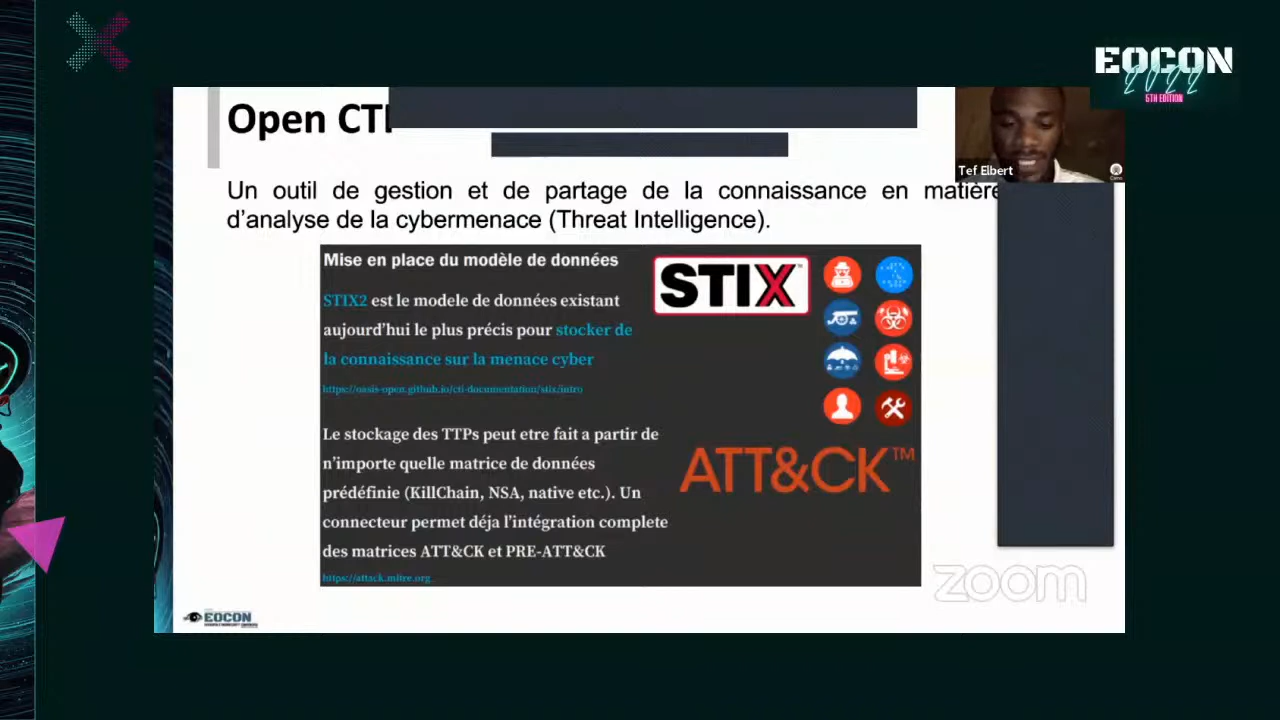 EOCON
2022
5TH EDITION
Open CTI
Tef Elbert
Un outil de gestion et de partage de la connaissance en matière
d’analyse de la cybermenace (Threat Intelligence).
Mise en place du modèle de données
STIX™
STIX2 est le modele de données existant
aujourd’hui le plus précis pour stocker de
la connaissance sur la menace cyber
https://oasis-open.github.io/cti-documentation/stix/intro
Le stockage des TTPs peut etre fait a partir de
n’importe quelle matrice de données
prédéfinie (KillChain, NSA, native etc.). Un
connecteur permet déja l’intégration complete
des matrices ATT&CK et PRE-ATT&CK
https://attack.mitre.org
ATT&CK™
zoom
EOCON